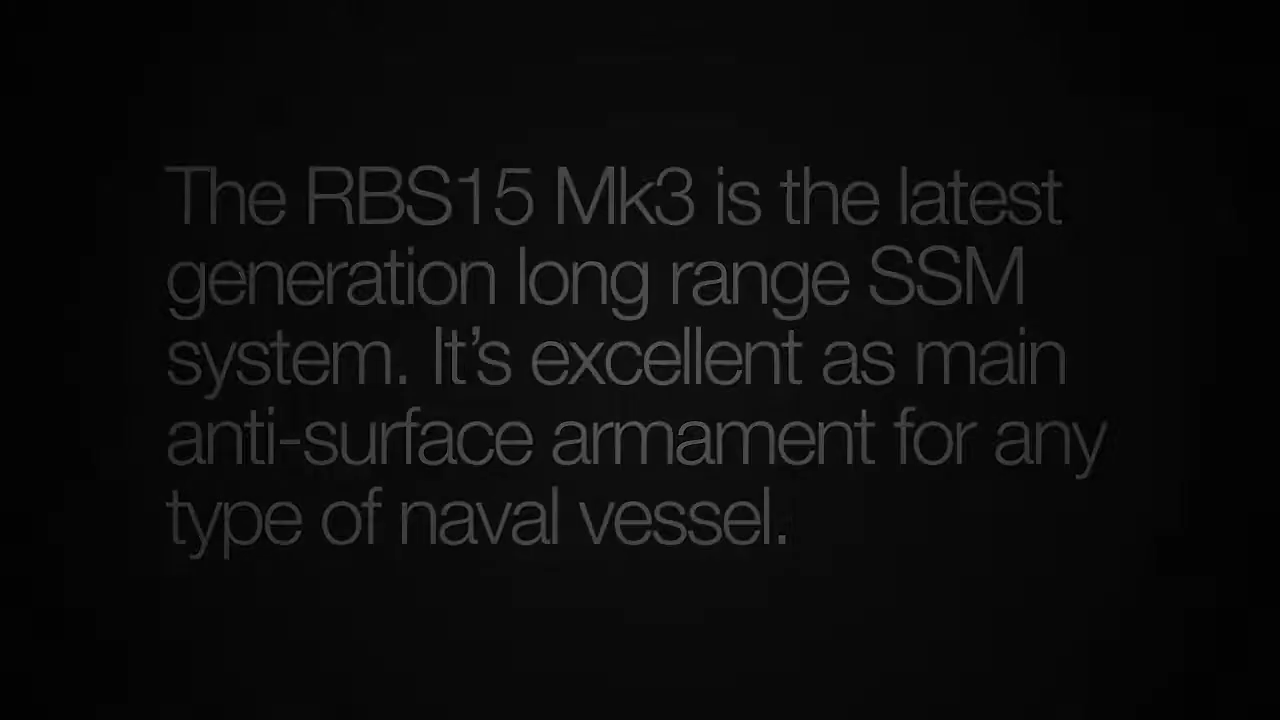 The RBS15 Mk3 is the latest
generation long range SSM
system. It’s excellent as main
anti-surface armament for any
type of naval vessel.